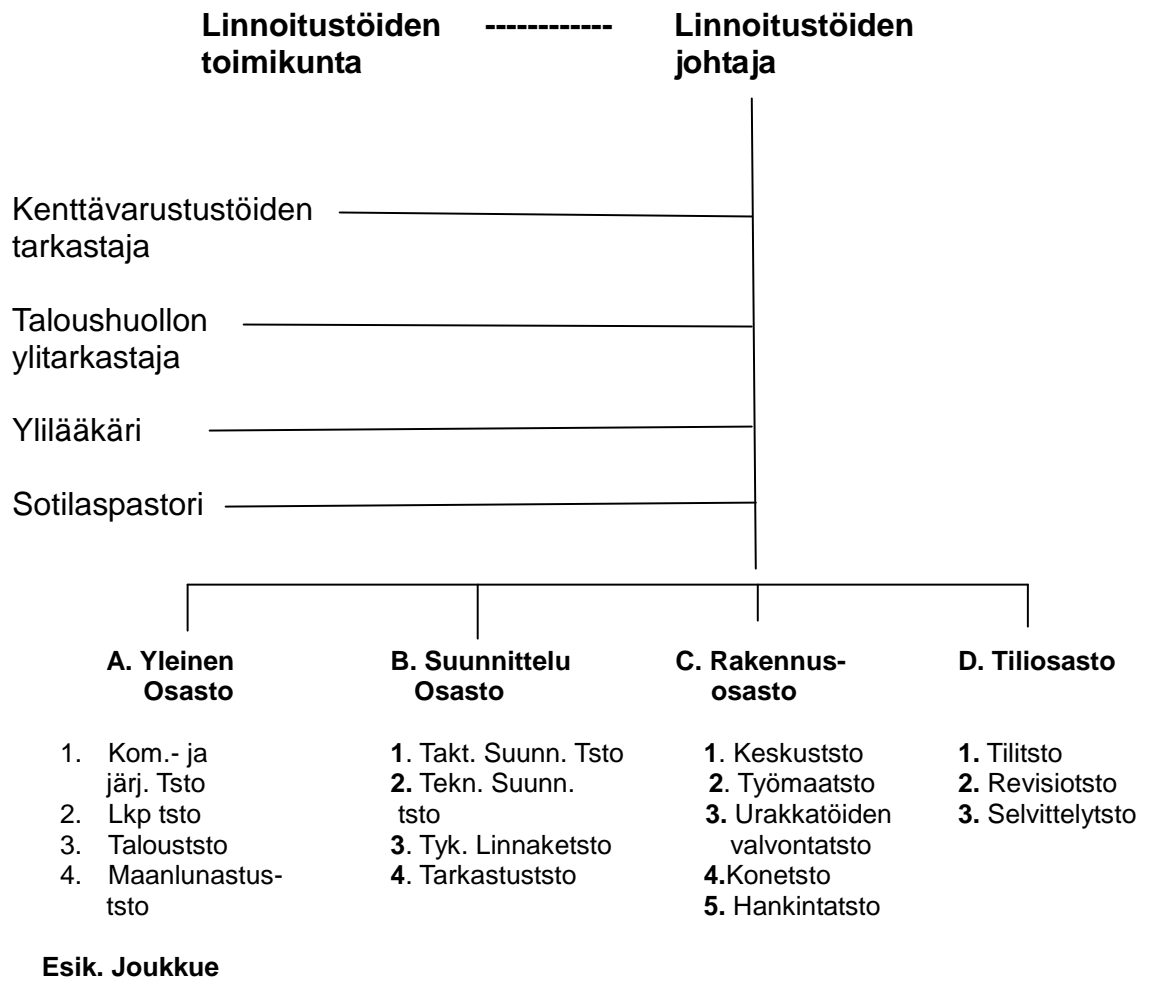 Linnoitustöiden ------------ Linnoitustöiden
toimikunta johtaja
Kenttävarustustöiden
tarkastaja
Taloushuollon
ylitarkastaja
Ylilääkäri
Sotilaspastori
A. Yleinen
Osasto
1. Kom.- ja
järj. Tsto
2. Lkp tsto
3. Talouststo
4. Maanlunastus-
tsto
B. Suunnittelu
Osasto
1. Takt. Suunn. Tsto
2. Tekn. Suunn.
tsto
3. Tyk. Linnaketsto
4. Tarkastuststo
C. Rakennus-
osasto
1. Keskuststo
2. Työmaatsto
3. Urakkatöiden
valvontatsto
4.Konetsto
5. Hankintatsto
D. Tiliosasto
1. Tilitsto
2. Revisiotsto
3. Selvittelytsto
Esik. Joukkue